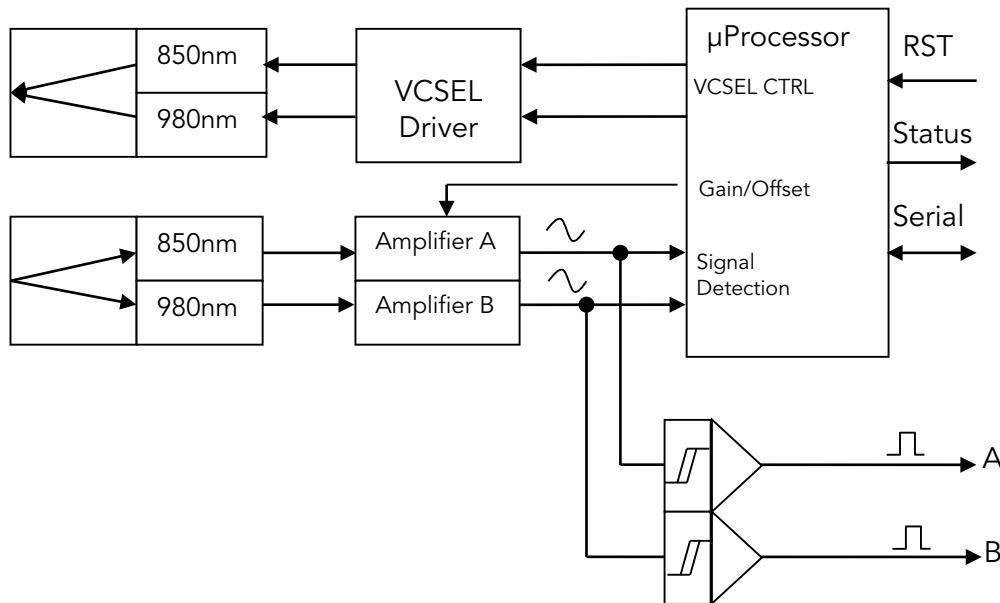 850nm
980nm
VCSEL
Driver
µProcessor
VCSEL CTRL
RST
Status
Gain/Offset
Serial
850nm
980nm
Amplifier A
Amplifier B
Signal
Detection
A
B